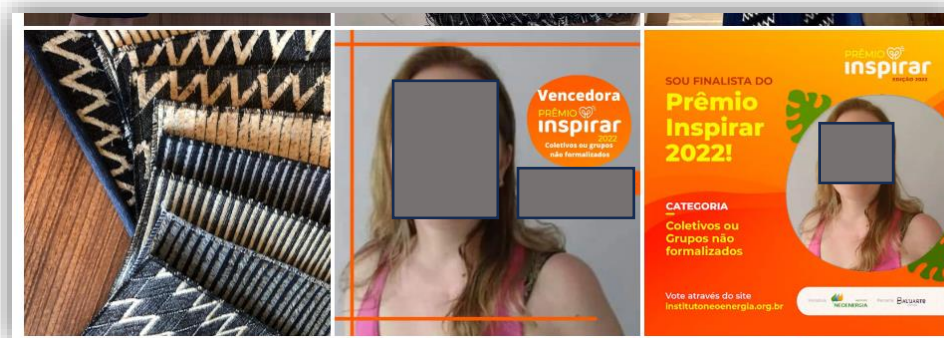 Vencedora
PRÊMIO
inspirar
2022
Coletivos ou grupos
não formalizados
PRÊMIO
inspirar
EDIÇÃO 2022
SOU FINALISTA DO
Prêmio
Inspirar
2022!
CATEGORIA
Coletivos ou
Grupos não
formalizados
Vote através do site
institutoneoenergia.org.br
NEOENERGIA
BALUARTE